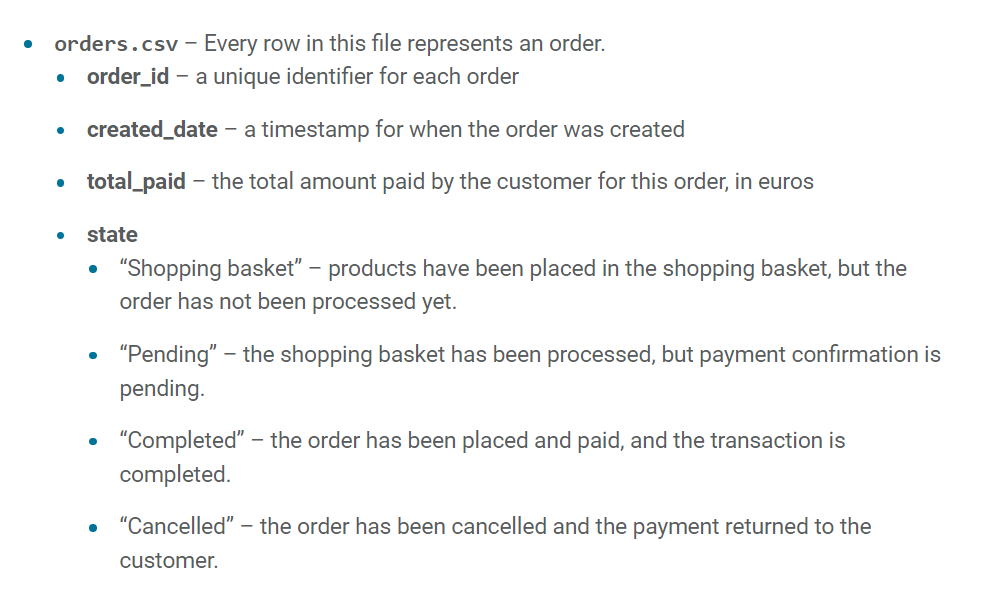 orders.csv – Every row in this file represents an order.
order_id – a unique identifier for each order
created_date – a timestamp for when the order was created
total_paid – the total amount paid by the customer for this order, in euros
state
“Shopping basket” – products have been placed in the shopping basket, but the
order has not been processed yet.
“Pending” – the shopping basket has been processed, but payment confirmation is
pending.
“Completed” – the order has been placed and paid, and the transaction is
completed.
“Cancelled” – the order has been cancelled and the payment returned to the
customer.